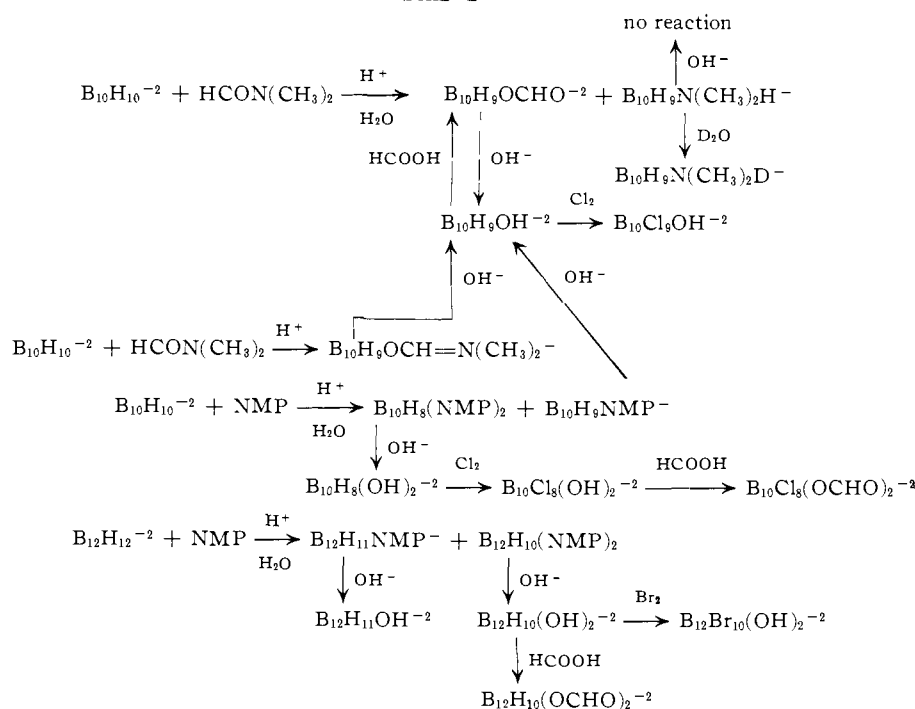 no reaction
OH⁻
B₁₀H₁₀⁻² + HCON(CH₃)₂ H⁺ H₂O B₁₀H₉OCHO⁻² + B₁₀H₉N(CH₃)₂H⁻
HCOOH OH⁻ D₂O
B₁₀H₉N(CH₃)₂D⁻
B₁₀H₉OH⁻² Cl₂ B₁₀Cl₉OH⁻²
OH⁻ OH⁻
B₁₀H₁₀⁻² + HCON(CH₃)₂ H⁺ B₁₀H₉OCH=N(CH₃)₂⁻
B₁₀H₁₀⁻² + NMP H⁺ H₂O B₁₀H₈(NMP)₂ + B₁₀H₉NMP⁻
OH⁻
B₁₀H₈(OH)₂⁻² Cl₂ B₁₀Cl₈(OH)₂⁻² HCOOH B₁₀Cl₈(OCHO)₂⁻²
B₁₂H₁₂⁻² + NMP H⁺ H₂O B₁₂H₁₁NMP⁻ + B₁₂H₁₀(NMP)₂
OH⁻ OH⁻
B₁₂H₁₁OH⁻² B₁₂H₁₀(OH)₂⁻² Br₂ B₁₂Br₁₀(OH)₂⁻²
HCOOH
B₁₂H₁₀(OCHO)₂⁻²